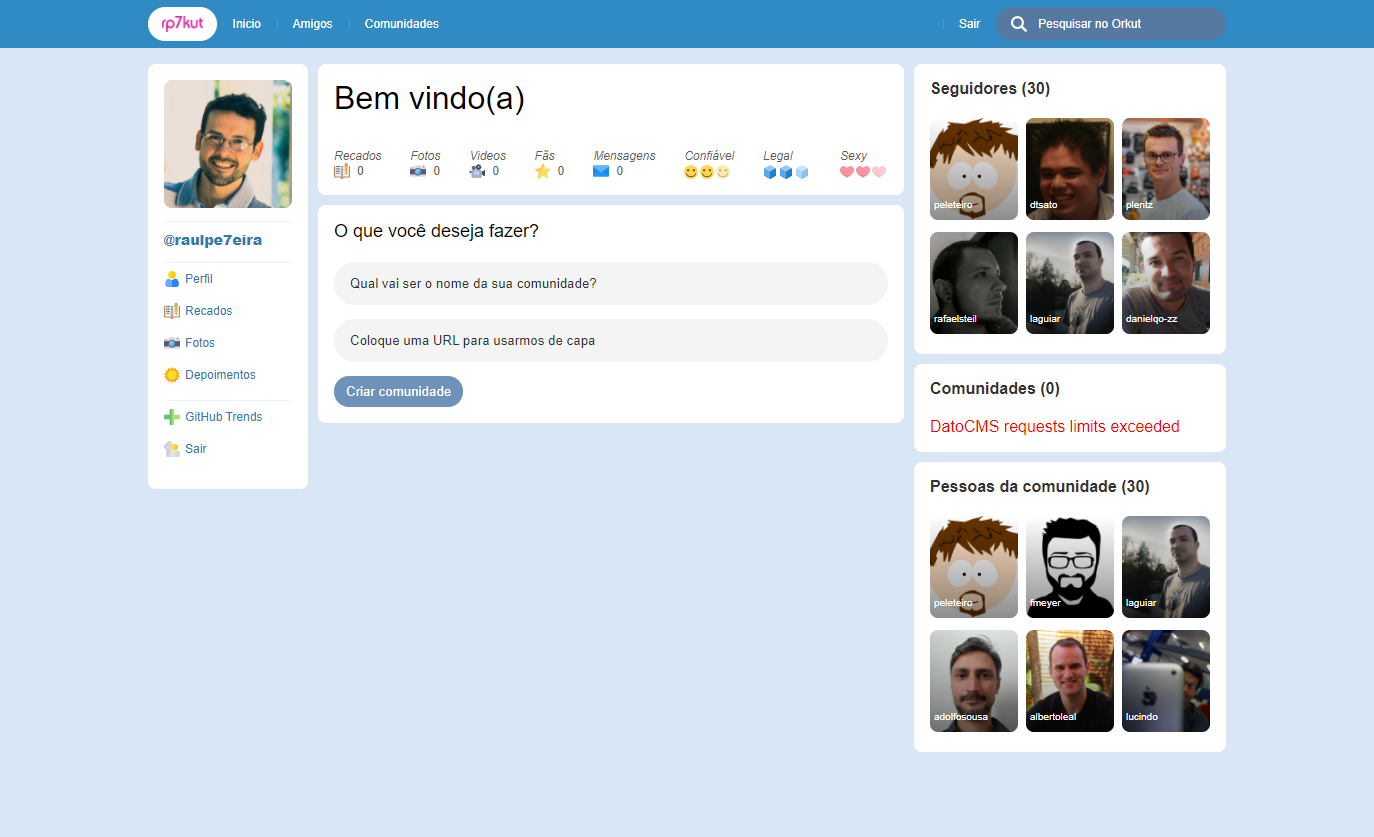 rp7kut
Inicio
Amigos
Comunidades
Sair
Pesquisar no Orkut
@raulpe7eira
Perfil
Recados
Fotos
Depoimentos
GitHub Trends
Sair
Bem vindo(a)
Recados Fotos Videos Fãs Mensagens Confiável Legal Sexy
0 0 0 0 0
O que você deseja fazer?
Qual vai ser o nome da sua comunidade?
Coloque uma URL para usarmos de capa
Criar comunidade
Seguidores (30)
peleteiro dtsato plentz
rafaelsteil laguiar danielqo-zz
Comunidades (0)
DatoCMS requests limits exceeded
Pessoas da comunidade (30)
peleteiro fmeyer laguiar
adolfosousa albertoleal lucindo